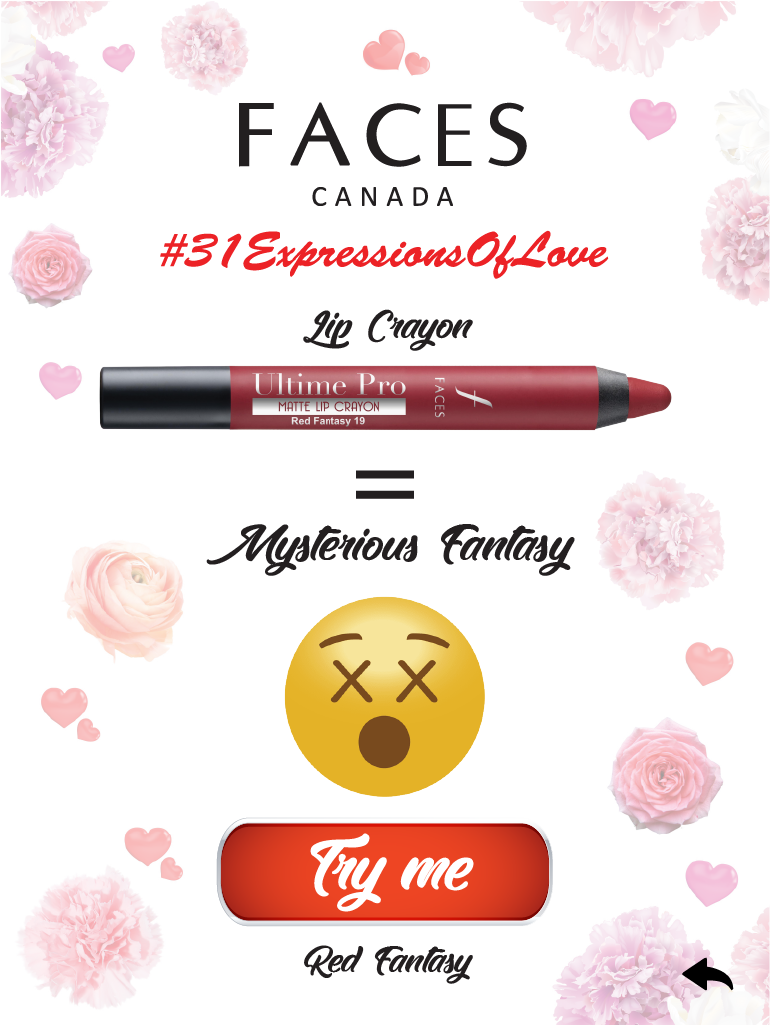 FACES
CANADA
#31ExpressionsOfLove
Lip Crayon
Ultime Pro
MATTE LIP CRAYON
Red Fantasy 19
FACES
f
=
Mysterious Fantasy
Try me
Red Fantasy